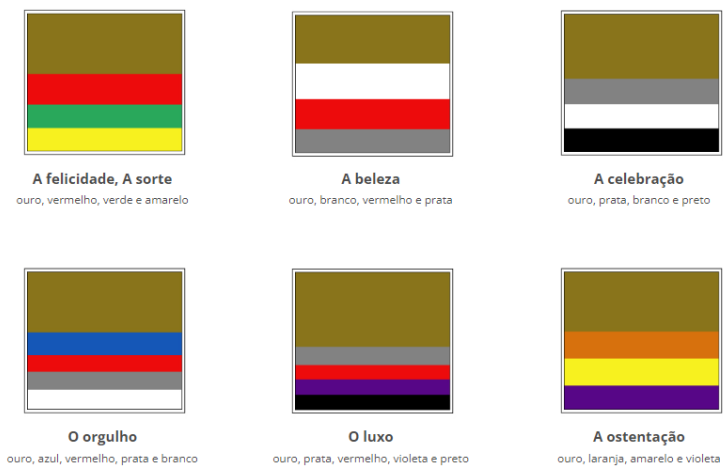 A felicidade, A sorte
ouro, vermelho, verde e amarelo
A beleza
ouro, branco, vermelho e prata
A celebração
ouro, prata, branco e preto
O orgulho
ouro, azul, vermelho, prata e branco
O luxo
ouro, prata, vermelho, violeta e preto
A ostentação
ouro, laranja, amarelo e violeta